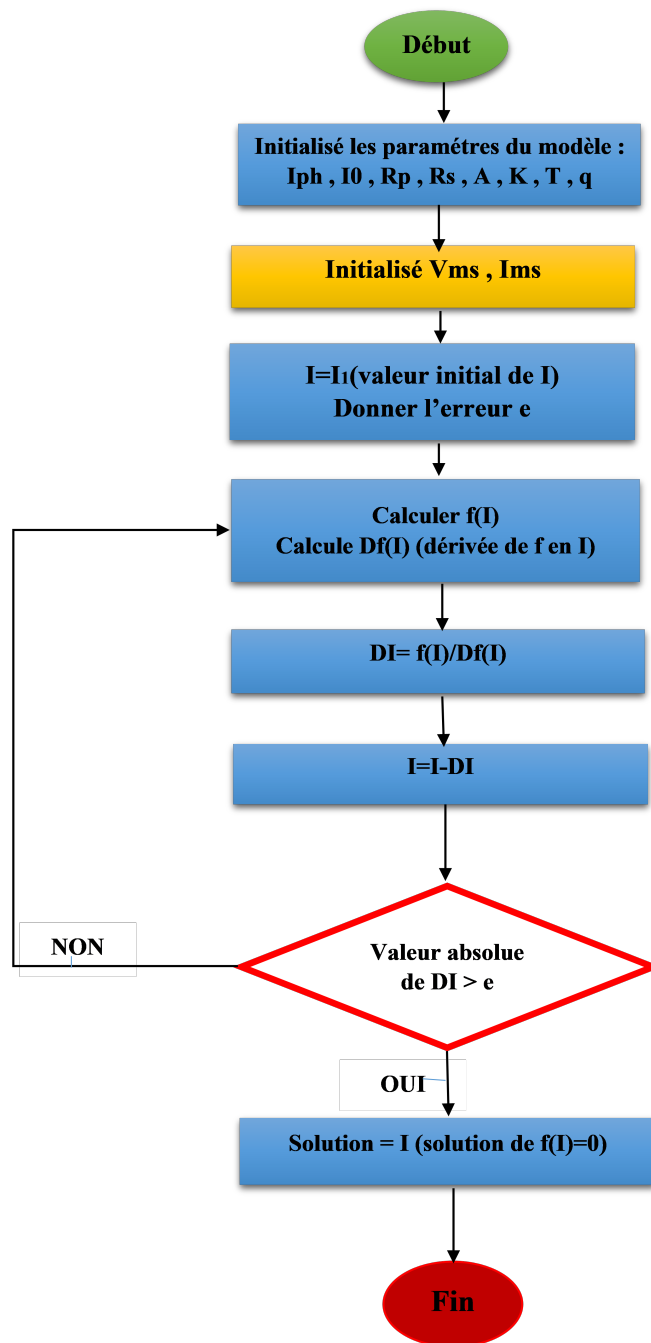 Début
Initialisé les paramétres du modèle :
Iph , I0 , Rp , Rs , A , K , T , q
Initialisé Vms , Ims
I=I₁(valeur initial de I)
Donner l’erreur e
Calculer f(I)
Calcule Df(I) (dérivée de f en I)
DI= f(I)/Df(I)
I=I-DI
NON
Valeur absolue
de DI > e
OUI
Solution = I (solution de f(I)=0)
Fin